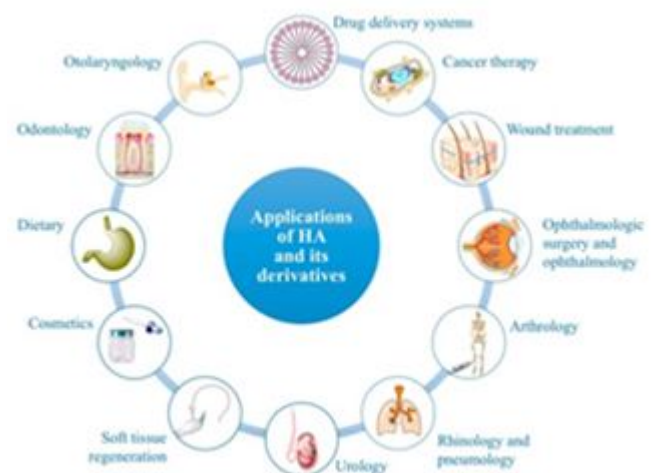 Drug delivery systems
Cancer therapy
Wound treatment
Ophthalmologic
surgery and
ophthalmology
Arthrology
Rhinology and
pneumology
Urology
Soft tissue
regeneration
Cosmetics
Dietary
Odontology
Otolaryngology
Applications
of HA
and its
derivatives